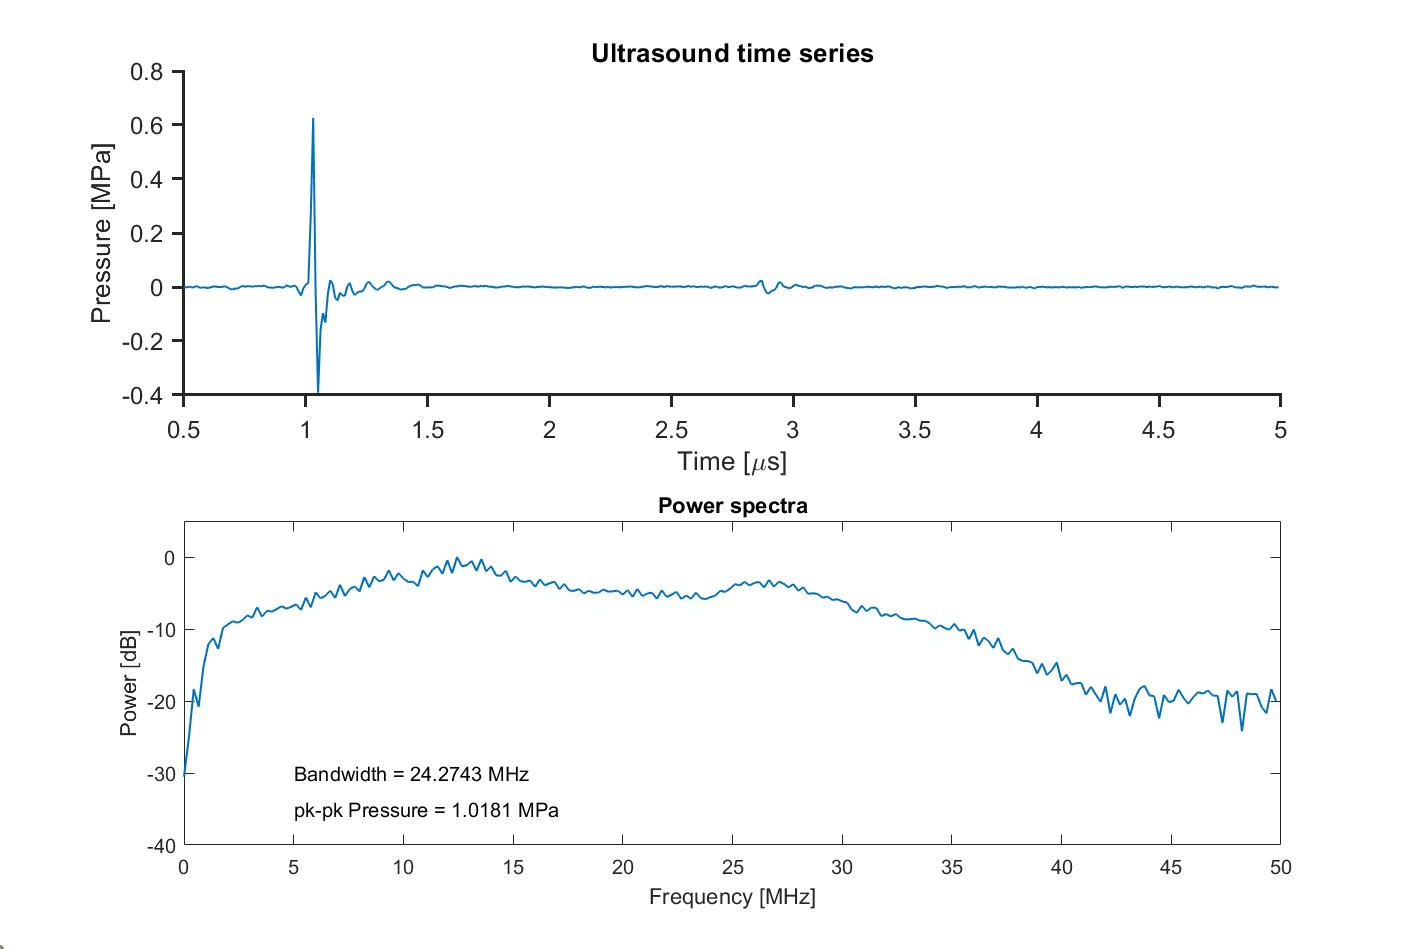 Ultrasound time series
0.8
0.6
0.4
0.2
0
-0.2
-0.4
Pressure [MPa]
0.5 1 1.5 2 2.5 3 3.5 4 4.5 5
Time [μs]
Power spectra
0
-10
-20
-30
-40
Power [dB]
Bandwidth = 24.2743 MHz
pk-pk Pressure = 1.0181 MPa
0 5 10 15 20 25 30 35 40 45 50
Frequency [MHz]